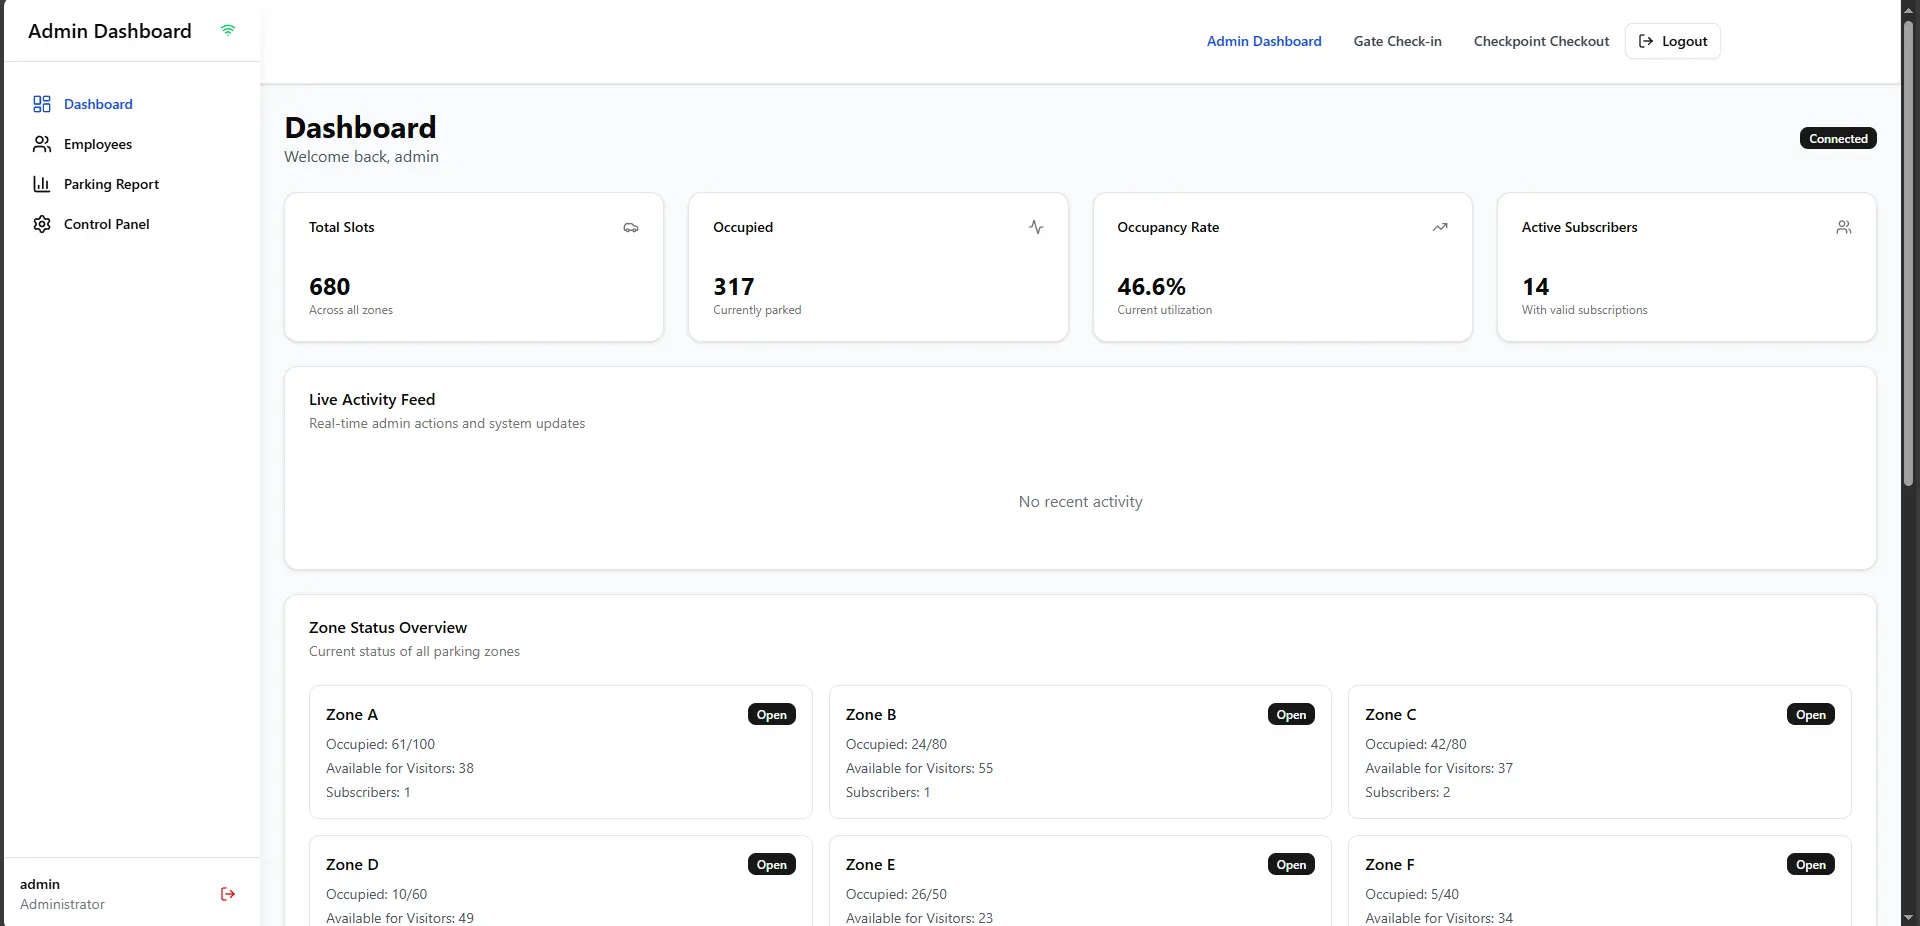 Admin Dashboard
Admin Dashboard
Gate Check-in
Checkpoint Checkout
Logout
Dashboard
Employees
Parking Report
Control Panel
Dashboard
Welcome back, admin
Connected
Total Slots
680
Across all zones
Occupied
317
Currently parked
Occupancy Rate
46.6%
Current utilization
Active Subscribers
14
With valid subscriptions
Live Activity Feed
Real-time admin actions and system updates
No recent activity
Zone Status Overview
Current status of all parking zones
Zone A
Open
Occupied: 61/100
Available for Visitors: 38
Subscribers: 1
Zone B
Open
Occupied: 24/80
Available for Visitors: 55
Subscribers: 1
Zone C
Open
Occupied: 42/80
Available for Visitors: 37
Subscribers: 2
Zone D
Open
Occupied: 10/60
Available for Visitors: 49
Zone E
Open
Occupied: 26/50
Available for Visitors: 23
Zone F
Open
Occupied: 5/40
Available for Visitors: 34
admin
Administrator